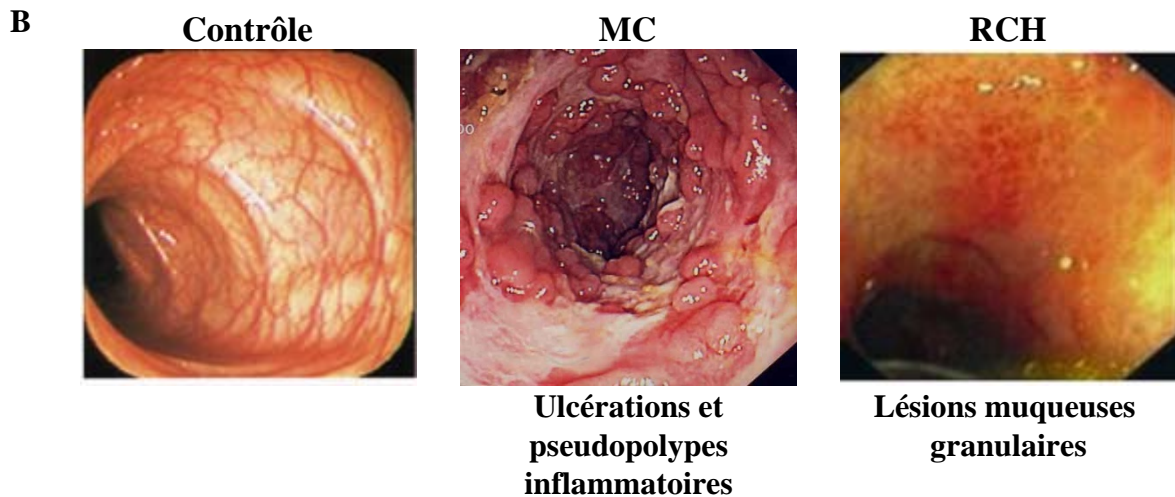 B
Contrôle
MC
RCH
Ulcérations et
pseudopolypes
inflammatoires
Lésions muqueuses
granulaires